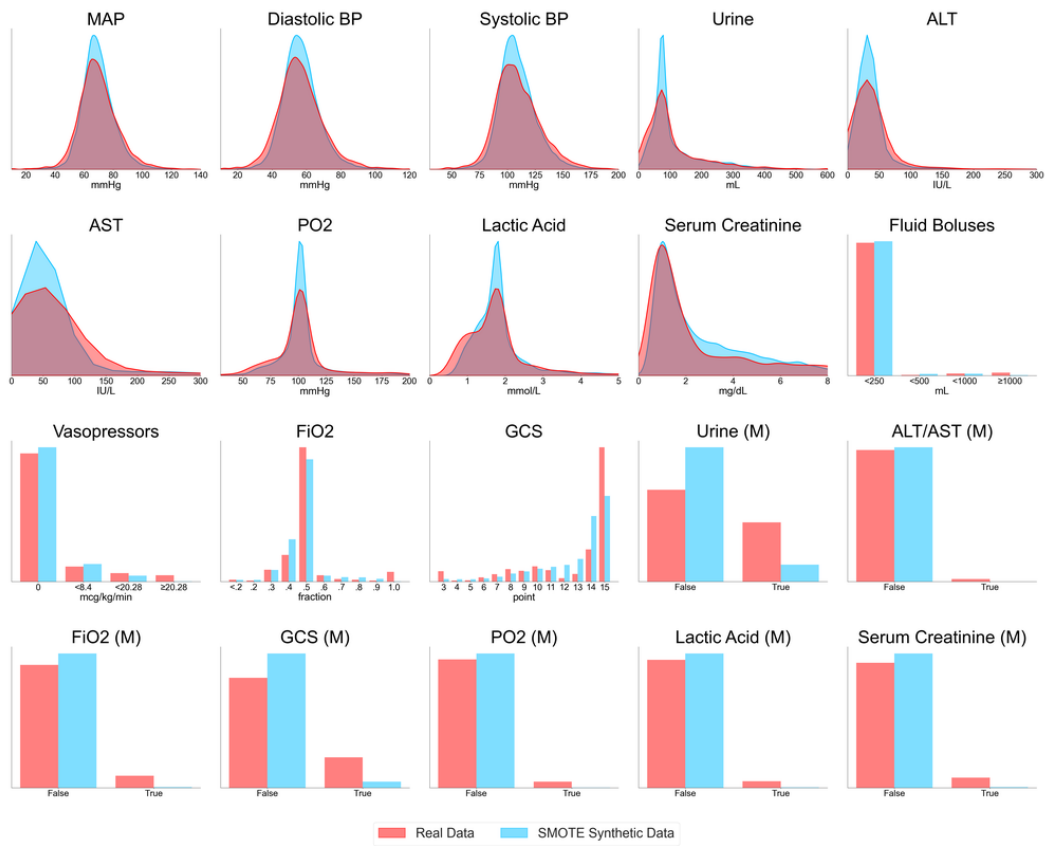 MAP Diastolic BP Systolic BP Urine ALT
20 40 60 80 100 120 140 20 40 60 80 100 120 50 75 100 125 150 175 200 0 100 200 300 400 500 600 0 50 100 150 200 250 300
mmHg mmHg mmHg mL IU/L
AST PO2 Lactic Acid Serum Creatinine Fluid Boluses
0 50 100 150 200 250 300 50 75 100 125 150 175 200 0 1 2 3 4 5 0 2 4 6 8 <250 <500 <1000 ≥1000
IU/L mmHg mmol/L mg/dL mL
Vasopressors FiO2 GCS Urine (M) ALT/AST (M)
0 <8.4 <20.28 ≥20.28 <.2 .2 .3 .4 .5 .6 .7 .8 .9 1.0 3 4 5 6 7 8 9 10 11 12 13 14 15 False True False True
mcg/kg/min fraction point
FiO2 (M) GCS (M) PO2 (M) Lactic Acid (M) Serum Creatinine (M)
False True False True False True False True False True
Real Data SMOTE Synthetic Data